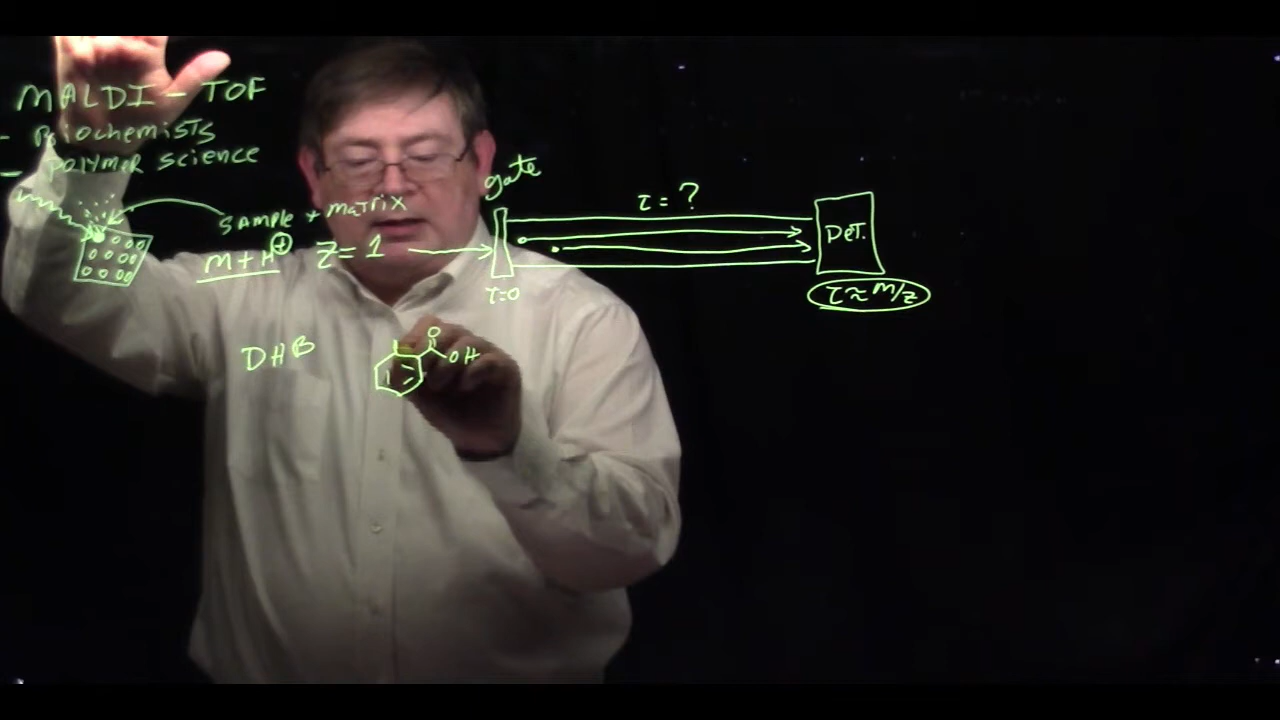 MALDI - TOF
- Biochemists
- Polymer science
gate
SAMPLE + MATRIX
τ = ?
DET.
M + H⊕ Z = 1
τ=0
τ ≈ M/Z
DHB
O
OH